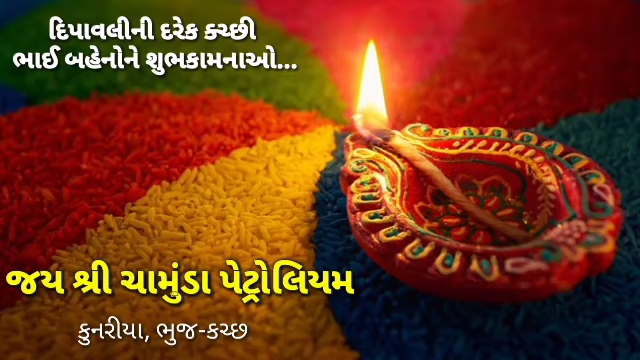 દિપાવલીની દરેક કચ્છી
ભાઈ બહેનોને શુભકામનાઓ...
જય શ્રી ચામુંડા પેટ્રોલિયમ
કુનરીયા, ભુજ-કચ્છ